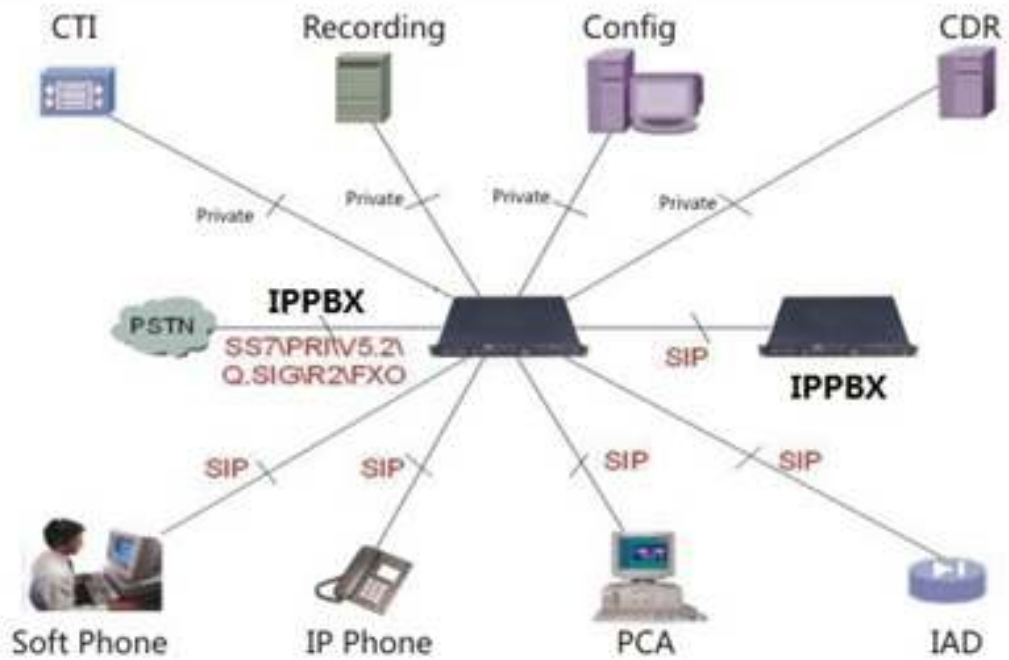 CTI
Recording
Config
CDR
Private
Private
Private
Private
IPPBX
PSTN
SS7\PRI\V5.2\
Q.SIG\R2\FXO
SIP
IPPBX
SIP
SIP
SIP
SIP
Soft Phone
IP Phone
PCA
IAD